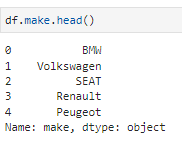 df.make.head()
0 BMW
1 Volkswagen
2 SEAT
3 Renault
4 Peugeot
Name: make, dtype: object